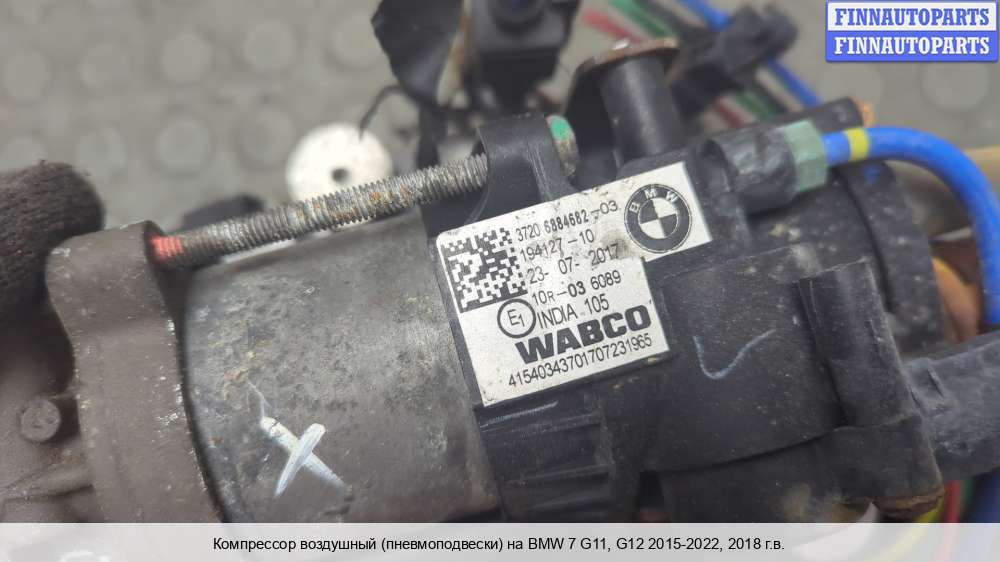 FINNAUTOPARTS
FINNAUTOPARTS
BMW
3720 6884682-03
194127-10
23-07-2017
10R-03 6089
E1
INDIA 105
WABCO
41540343701707231965
Компрессор воздушный (пневмоподвески) на BMW 7 G11, G12 2015-2022, 2018 г.в.